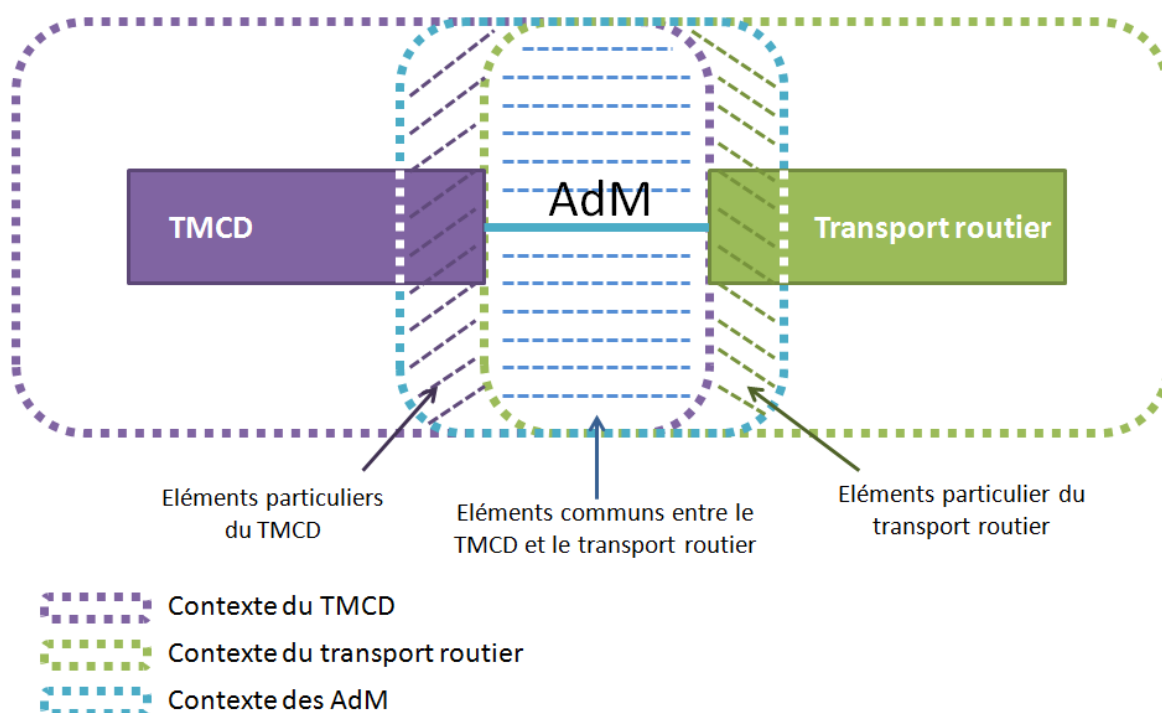 AdM
TMCD
Transport routier
Eléments particuliers
du TMCD
Eléments communs entre le
TMCD et le transport routier
Eléments particulier du
transport routier
Contexte du TMCD
Contexte du transport routier
Contexte des AdM